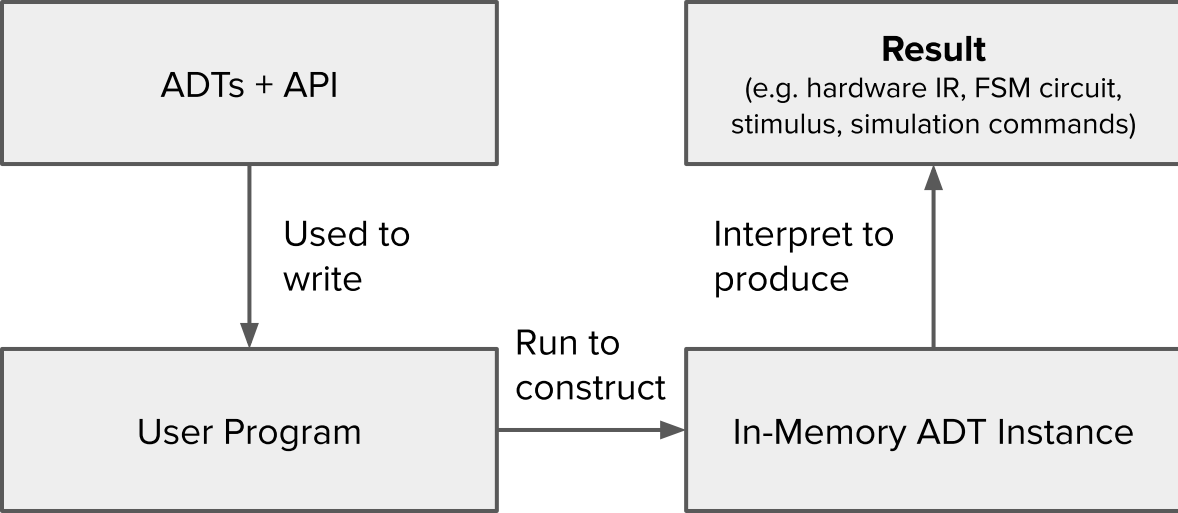 ADTs + API
Used to
write
User Program
Run to
construct
In-Memory ADT Instance
Interpret to
produce
Result
(e.g. hardware IR, FSM circuit,
stimulus, simulation commands)